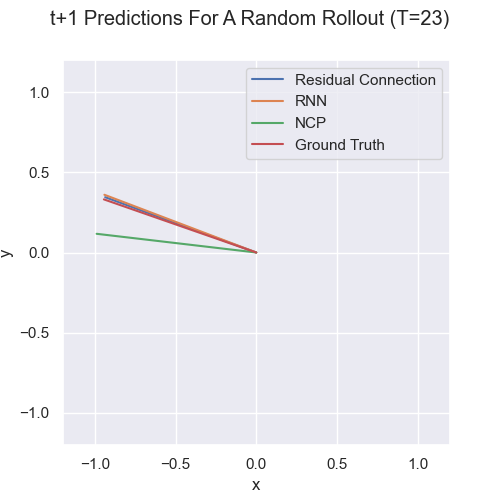 t+1 Predictions For A Random Rollout (T=23)
Residual Connection
RNN
NCP
Ground Truth
1.0
0.5
0.0
−0.5
−1.0
y
−1.0 −0.5 0.0 0.5 1.0
x